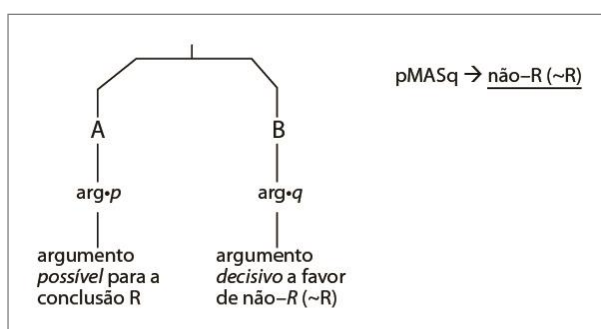 pMASq → não–R (~R)
A
B
arg•p
arg•q
argumento
possível para a
conclusão R
argumento
decisivo a favor
de não–R (~R)